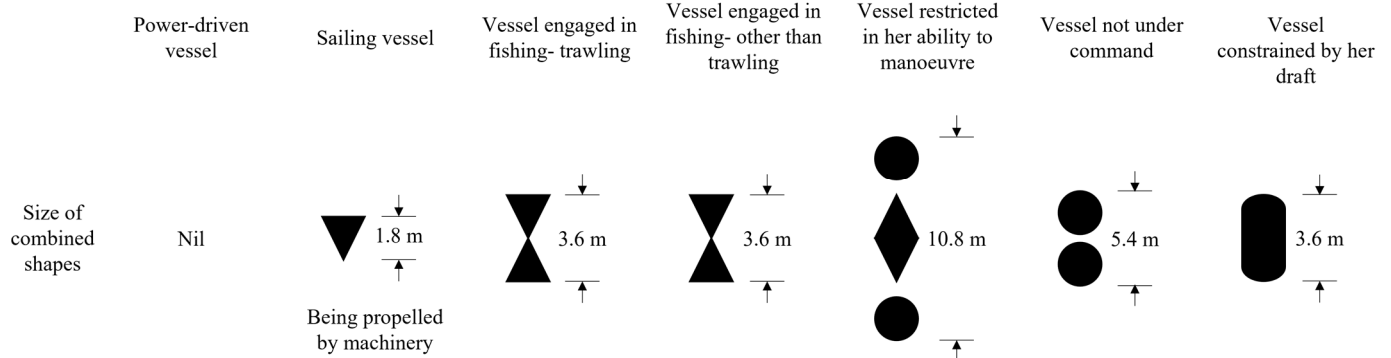 Power-driven
vessel
Sailing vessel
Vessel engaged in
fishing- trawling
Vessel engaged in
fishing- other than
trawling
Vessel restricted
in her ability to
manoeuvre
Vessel not under
command
Vessel
constrained by her
draft
Size of
combined
shapes
Nil
1.8 m
3.6 m
3.6 m
10.8 m
5.4 m
3.6 m
Being propelled
by machinery